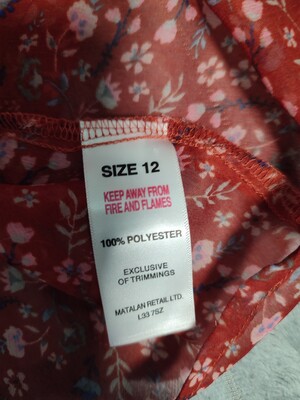 SIZE 12
KEEP AWAY FROM
FIRE AND FLAMES
100% POLYESTER
EXCLUSIVE
OF TRIMMINGS
MATALAN RETAIL LTD.
L33 7SZ